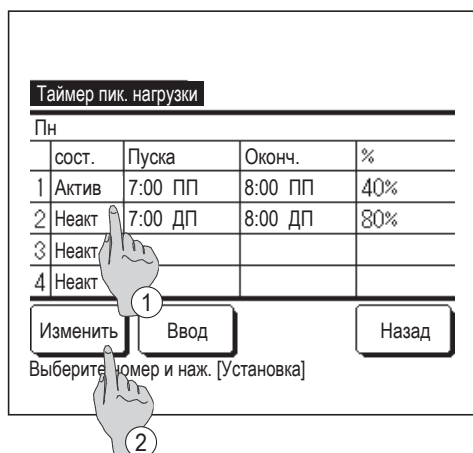 Таймер пик. нагрузки
Пн
сост. Пуска Оконч. %
1 Актив 7:00 ПП 8:00 ПП 40%
2 Неакт 7:00 ДП 8:00 ДП 80%
3 Неакт
4 Неакт
1
Изменить Ввод Назад
Выберите номер и наж. [Установка]
2